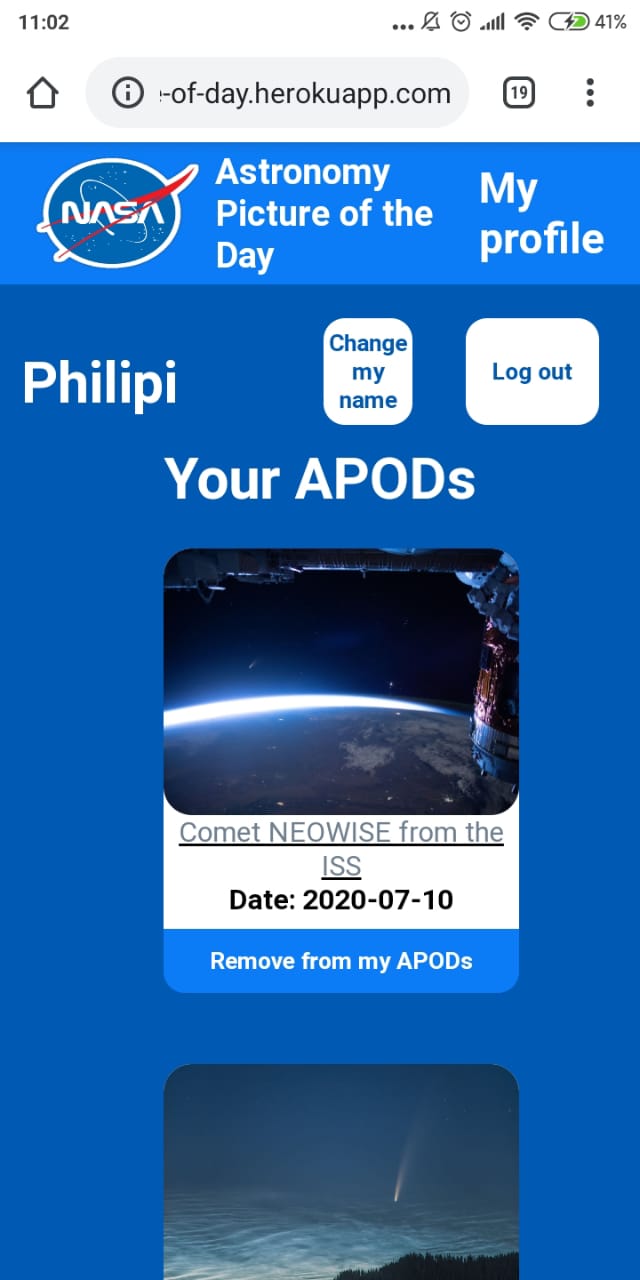 11:02
41%
-of-day.herokuapp.com
19
NASA
Astronomy
Picture of the
Day
My
profile
Philipi
Change
my
name
Log out
Your APODs
Comet NEOWISE from the
ISS
Date: 2020-07-10
Remove from my APODs